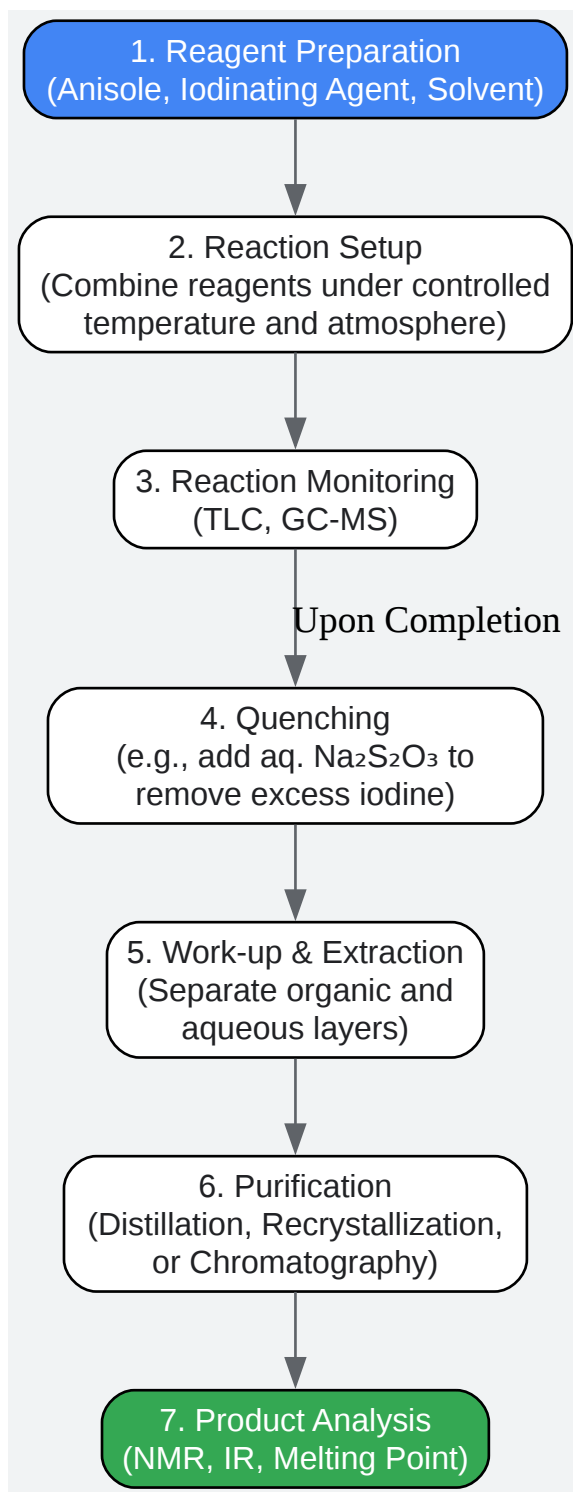 1. Reagent Preparation
(Anisole, Iodinating Agent, Solvent)
2. Reaction Setup
(Combine reagents under controlled
temperature and atmosphere)
3. Reaction Monitoring
(TLC, GC-MS)
Upon Completion
4. Quenching
(e.g., add aq. Na₂S₂O₃ to
remove excess iodine)
5. Work-up & Extraction
(Separate organic and
aqueous layers)
6. Purification
(Distillation, Recrystallization,
or Chromatography)
7. Product Analysis
(NMR, IR, Melting Point)